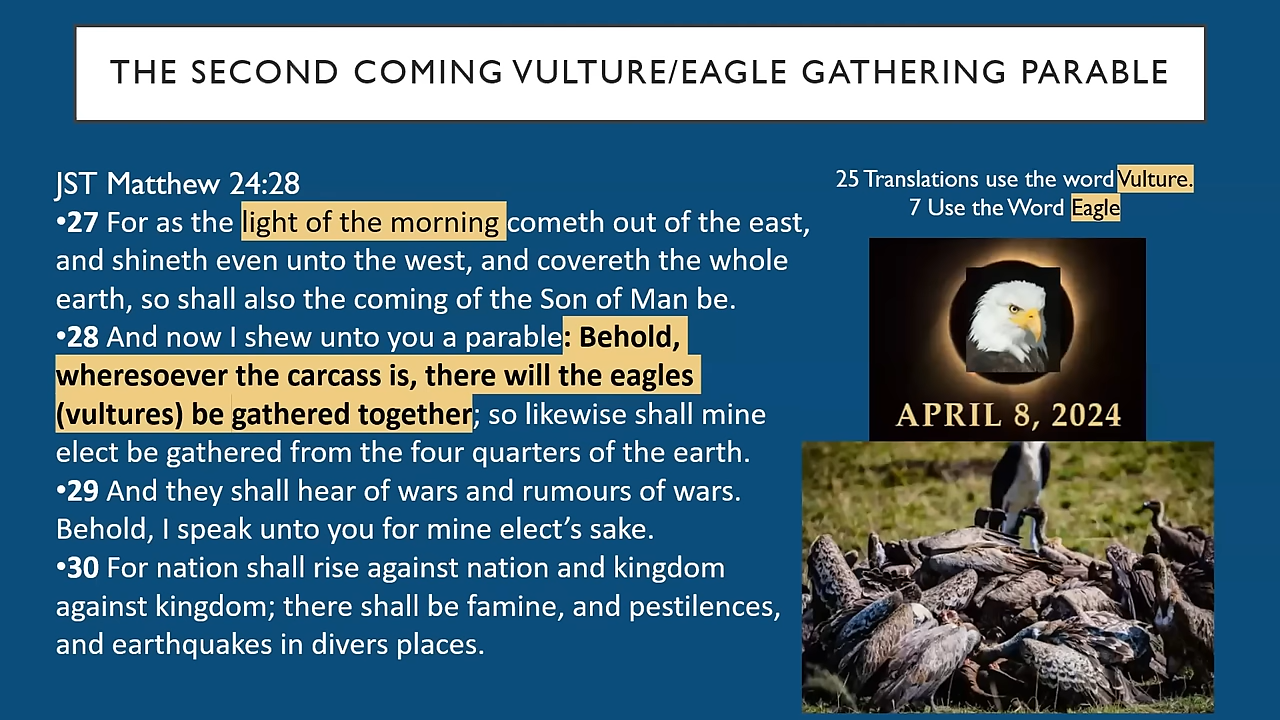 THE SECOND COMING VULTURE/EAGLE GATHERING PARABLE
JST Matthew 24:28
•27 For as the light of the morning cometh out of the east,
and shineth even unto the west, and covereth the whole
earth, so shall also the coming of the Son of Man be.
•28 And now I shew unto you a parable: Behold,
wheresoever the carcass is, there will the eagles
(vultures) be gathered together; so likewise shall mine
elect be gathered from the four quarters of the earth.
•29 And they shall hear of wars and rumours of wars.
Behold, I speak unto you for mine elect’s sake.
•30 For nation shall rise against nation and kingdom
against kingdom; there shall be famine, and pestilences,
and earthquakes in divers places.
25 Translations use the word Vulture.
7 Use the Word Eagle
APRIL 8, 2024